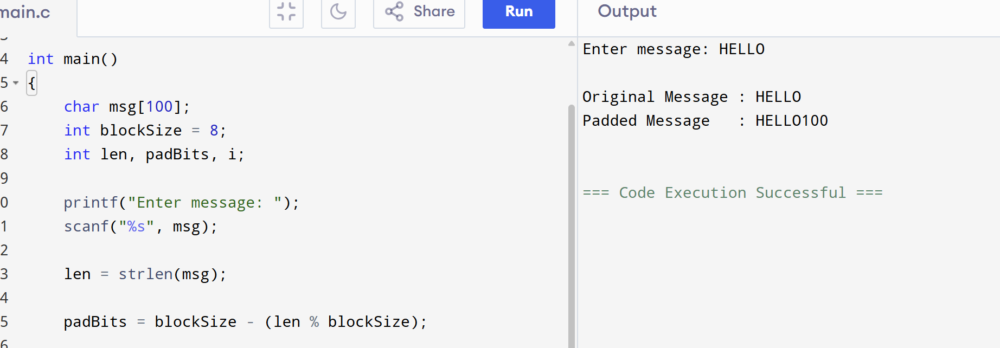 main.c
Share
Run
Output
4 int main()
5 {
6 char msg[100];
7 int blockSize = 8;
8 int len, padBits, i;
9
0 printf("Enter message: ");
1 scanf("%s", msg);
2
3 len = strlen(msg);
4
5 padBits = blockSize - (len % blockSize);
6
Enter message: HELLO
Original Message : HELLO
Padded Message   : HELLO100
=== Code Execution Successful ===